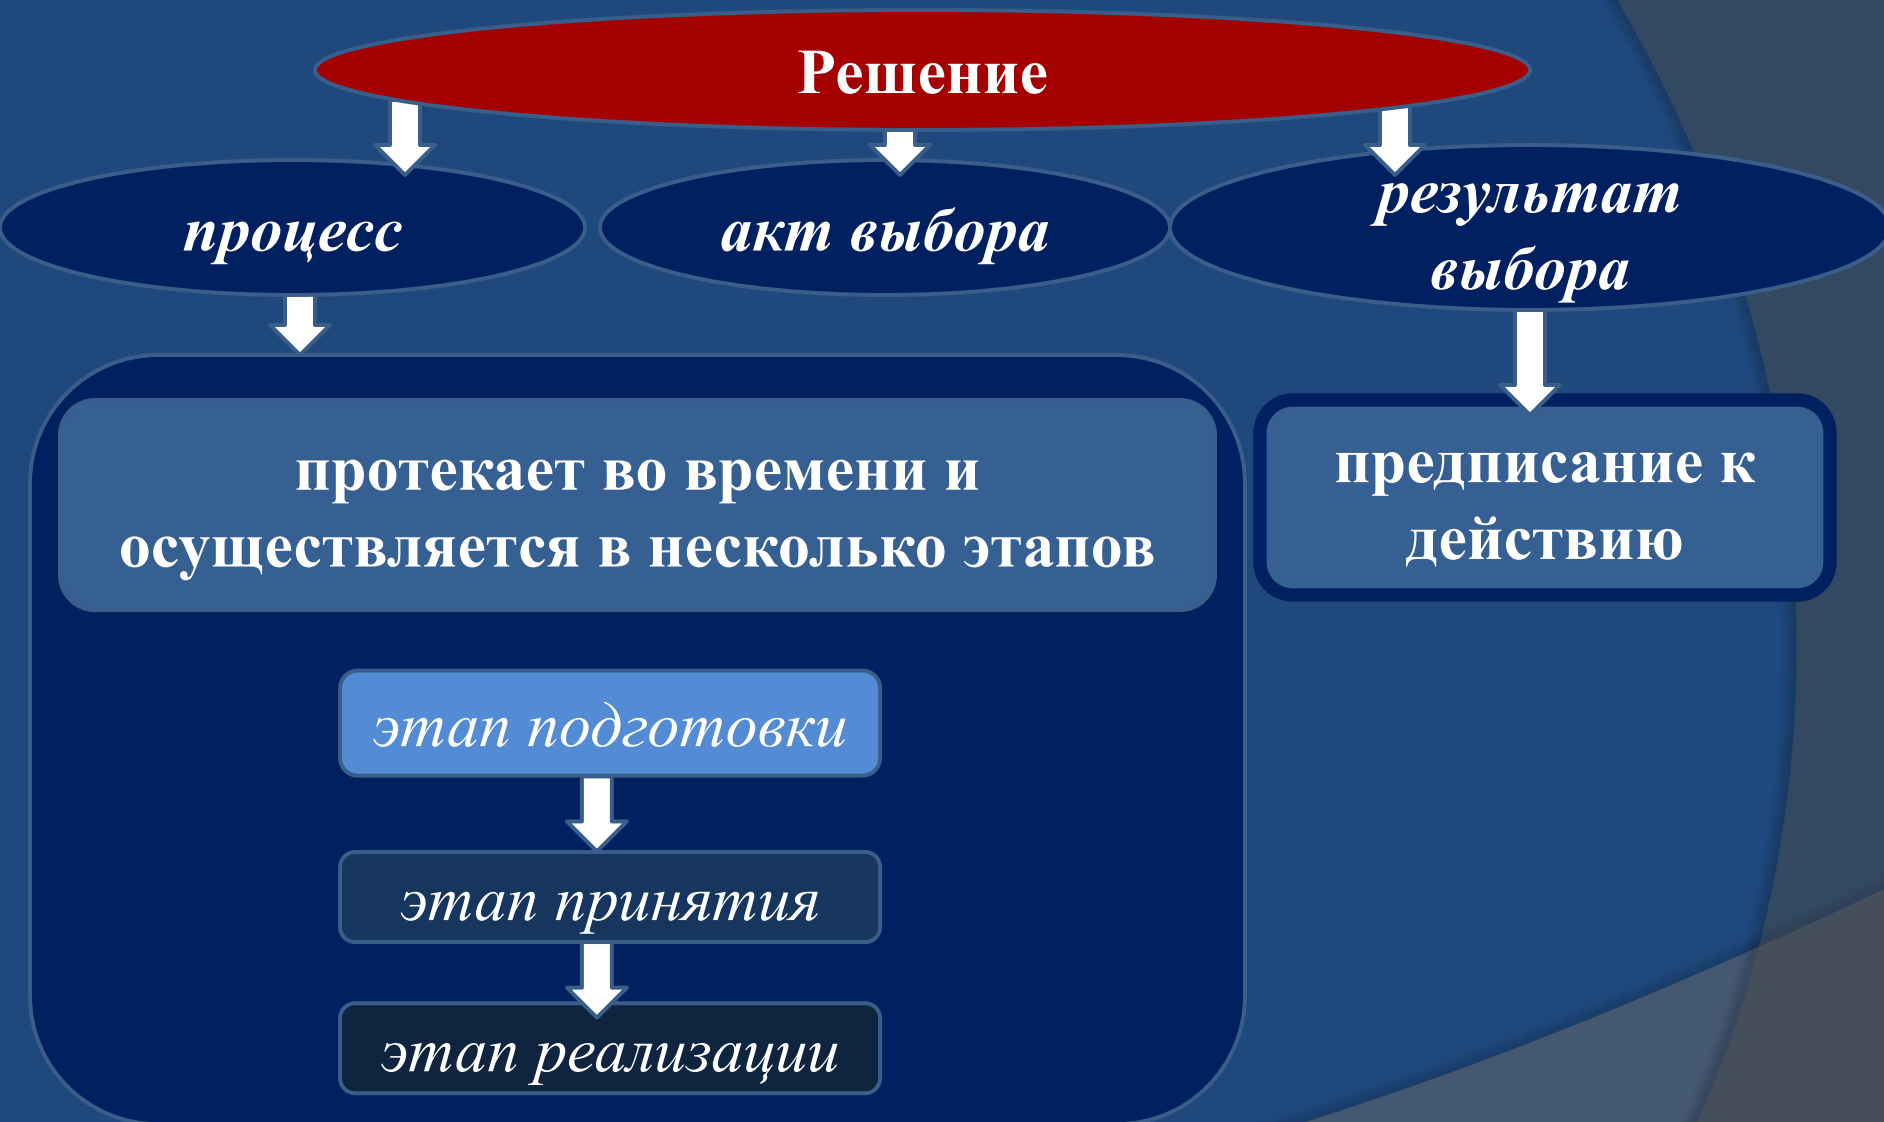 Решение
процесс
акт выбора
результат
выбора
протекает во времени и
осуществляется в несколько этапов
предписание к
действию
этап подготовки
этап принятия
этап реализации